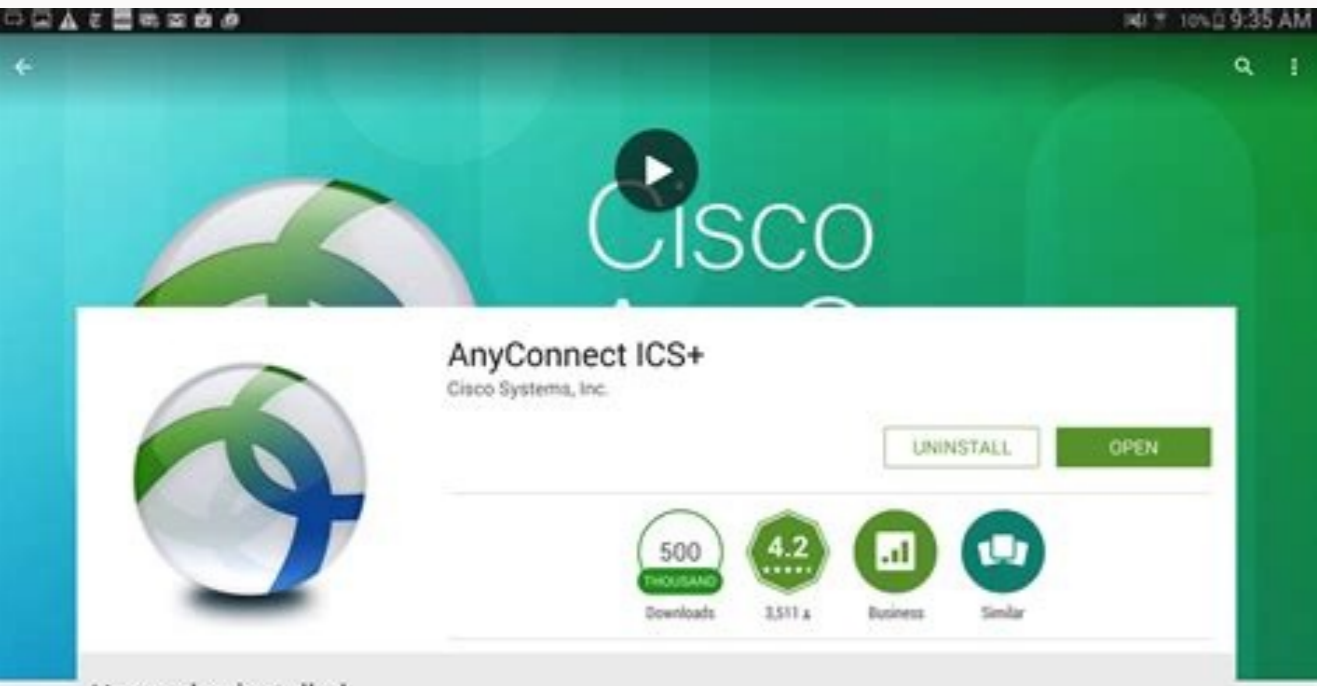 10% 9:35 AM
Cisco
AnyConnect ICS+
Cisco Systems, Inc.
UNINSTALL
OPEN
500
THOUSAND
Downloads
4.2
3,511
Business
Similar